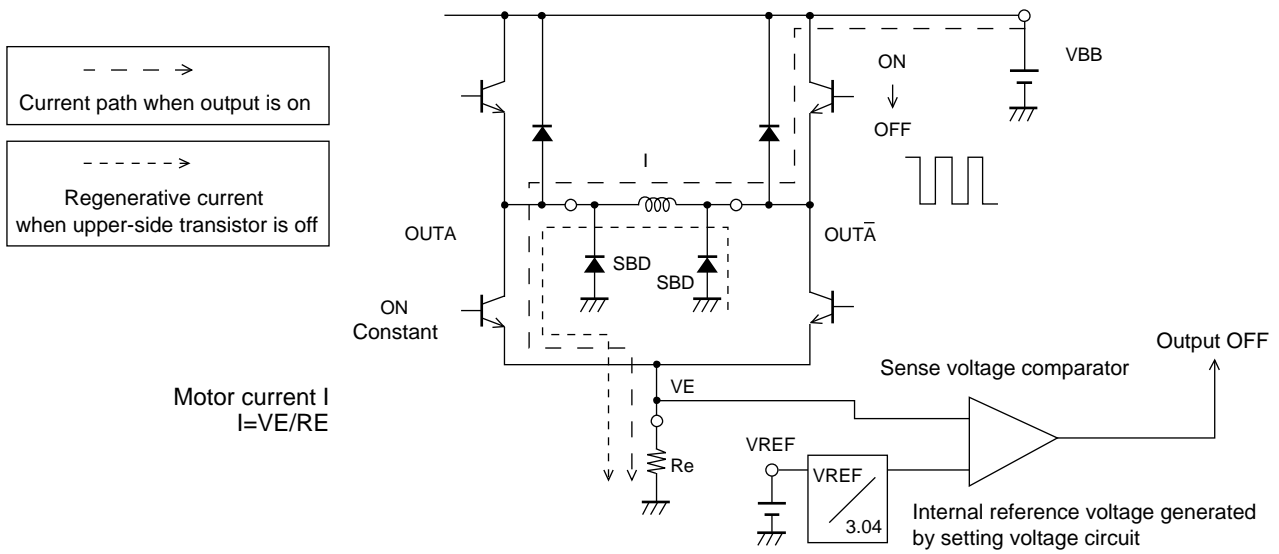 Current path when output is on
Regenerative current
when upper-side transistor is off
ON
OFF
VBB
I
OUTA
OUTA̅
SBD
SBD
ON
Constant
Motor current I
I=VE/RE
VE
Re
Sense voltage comparator
Output OFF
VREF
VREF
3.04
Internal reference voltage generated
by setting voltage circuit